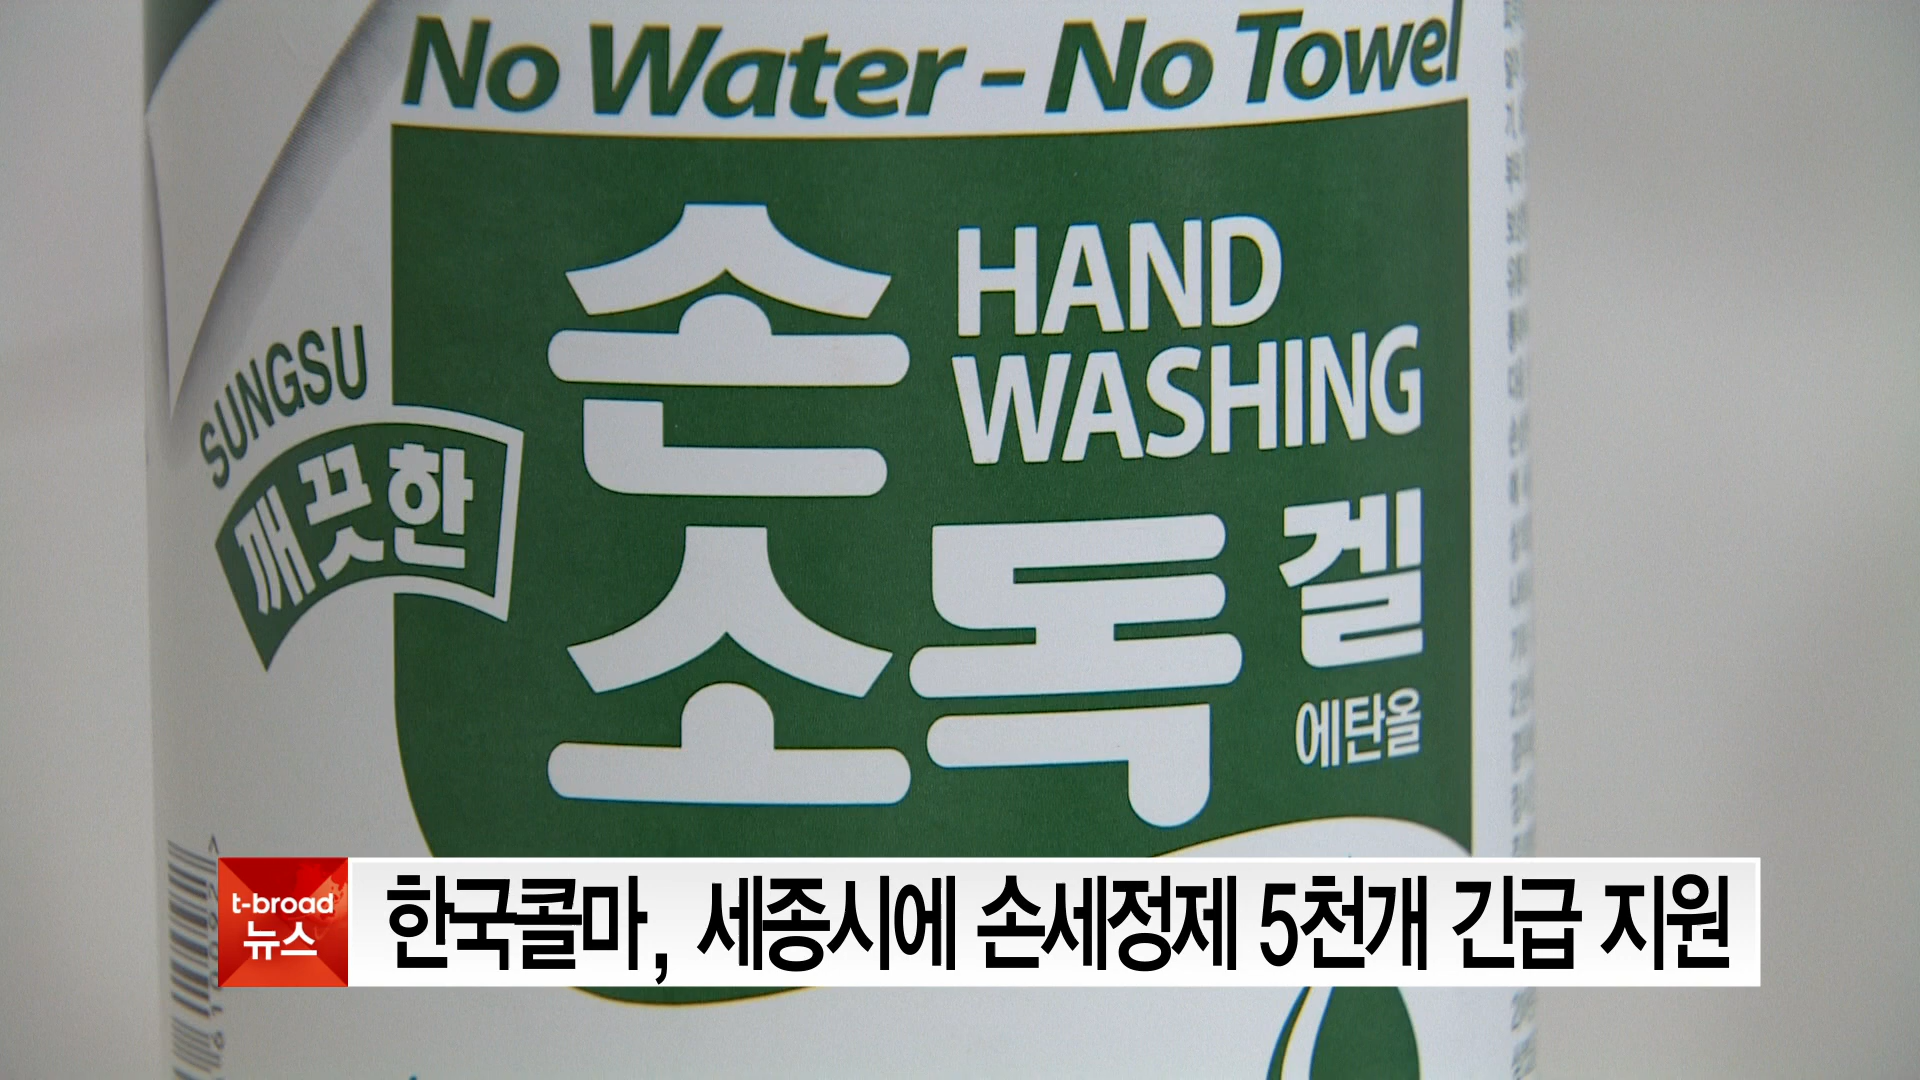 No Water - No Towel
손
HAND
WASHING
SUNGSU
깨끗한
소독 겔
에탄올
t-broad
뉴스
한국콜마, 세종시에 손세정제 5천개 긴급 지원